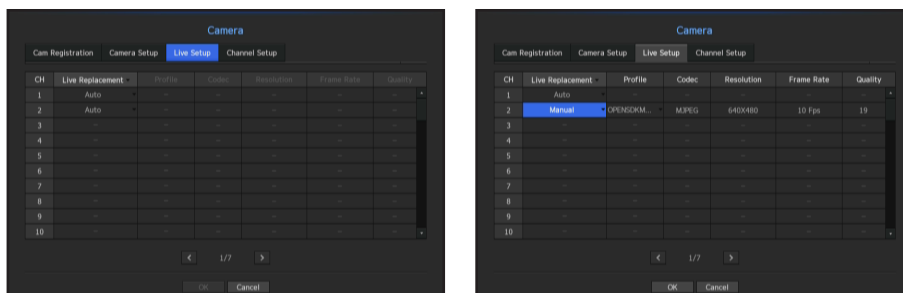 Camera
Cam Registration Camera Setup Live Setup Channel Setup
CH Live Replacement Profile Codec Resolution Frame Rate Quality
1 Auto - - - - -
2 Auto - - - - -
3 - - - - - -
4 - - - - - -
5 - - - - - -
6 - - - - - -
7 - - - - - -
8 - - - - - -
9 - - - - - -
10 - - - - - -
< 1/7 >
OK Cancel
Camera
Cam Registration Camera Setup Live Setup Channel Setup
CH Live Replacement Profile Codec Resolution Frame Rate Quality
1 Auto - - - - -
2 Manual OPENSDKM... MJPEG 640X480 10 Fps 19
3 - - - - - -
4 - - - - - -
5 - - - - - -
6 - - - - - -
7 - - - - - -
8 - - - - - -
9 - - - - - -
10 - - - - - -
< 1/7 >
OK Cancel